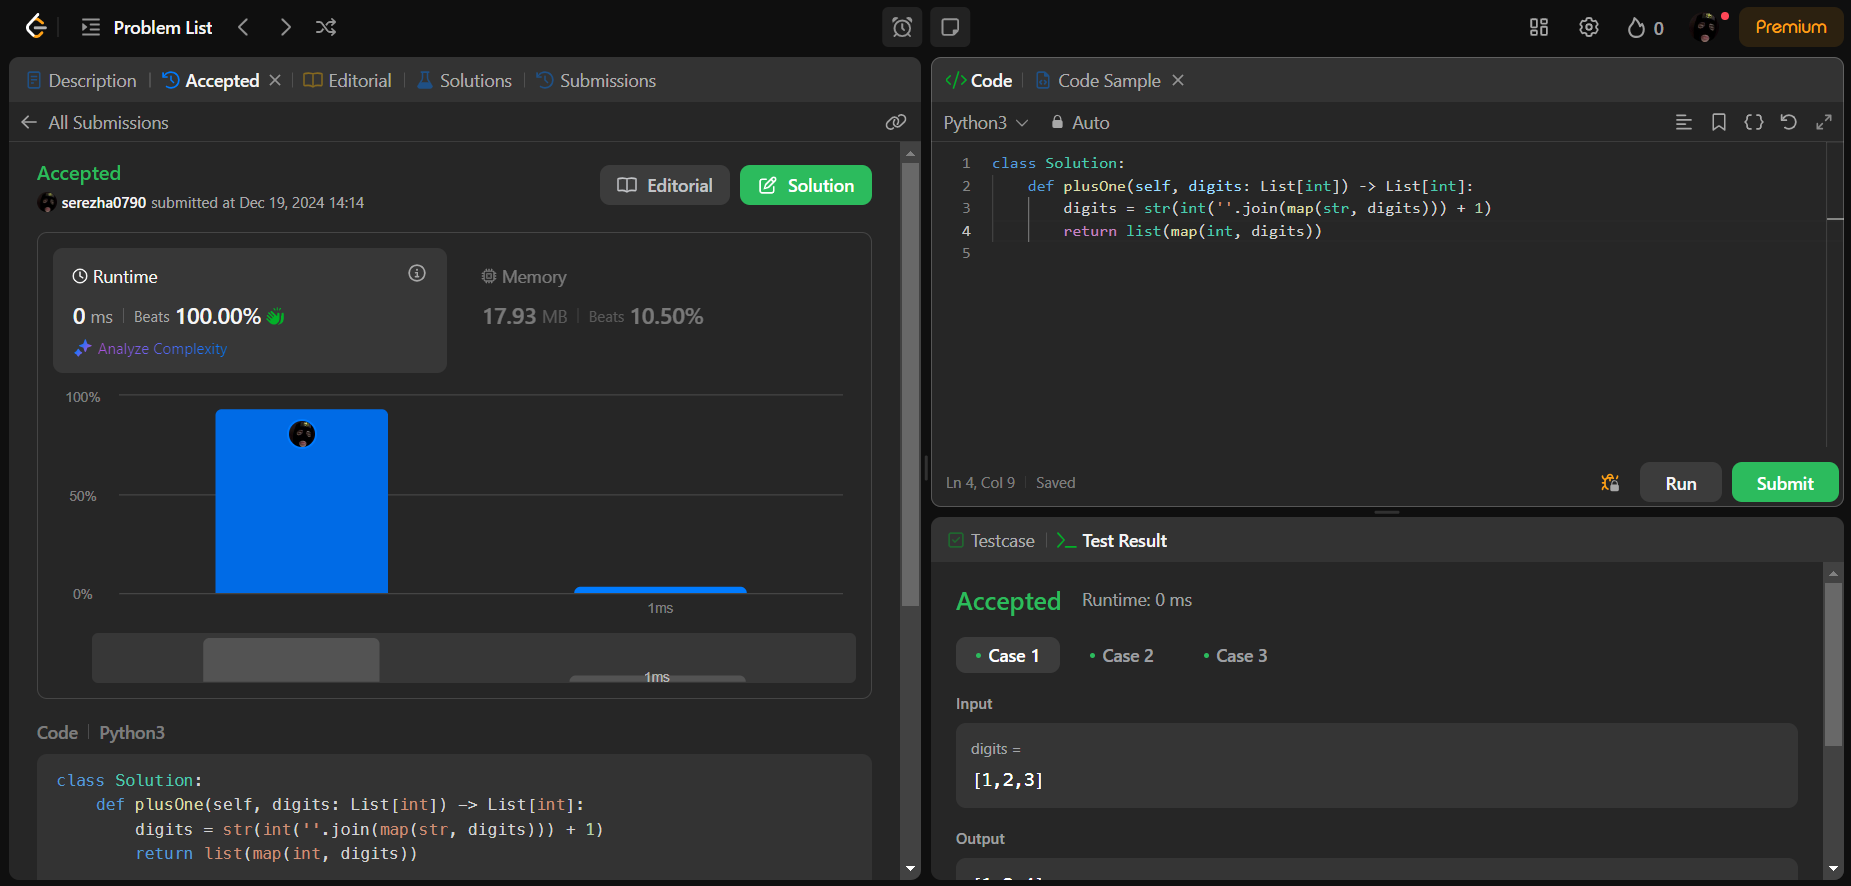 Problem List
0
Premium
Description
Accepted
Editorial
Solutions
Submissions
All Submissions
Accepted
serezha0790 submitted at Dec 19, 2024 14:14
Editorial
Solution
Runtime
0 ms
Beats 100.00%
Analyze Complexity
Memory
17.93 MB
Beats 10.50%
100%
50%
0%
1ms
1ms
Code
Python3
class Solution:
    def plusOne(self, digits: List[int]) -> List[int]:
        digits = str(int(''.join(map(str, digits))) + 1)
        return list(map(int, digits))
Code
Code Sample
Python3
Auto
1 class Solution:
2     def plusOne(self, digits: List[int]) -> List[int]:
3         digits = str(int(''.join(map(str, digits))) + 1)
4         return list(map(int, digits))
5
Ln 4, Col 9
Saved
Run
Submit
Testcase
Test Result
Accepted
Runtime: 0 ms
Case 1
Case 2
Case 3
Input
digits =
[1,2,3]
Output